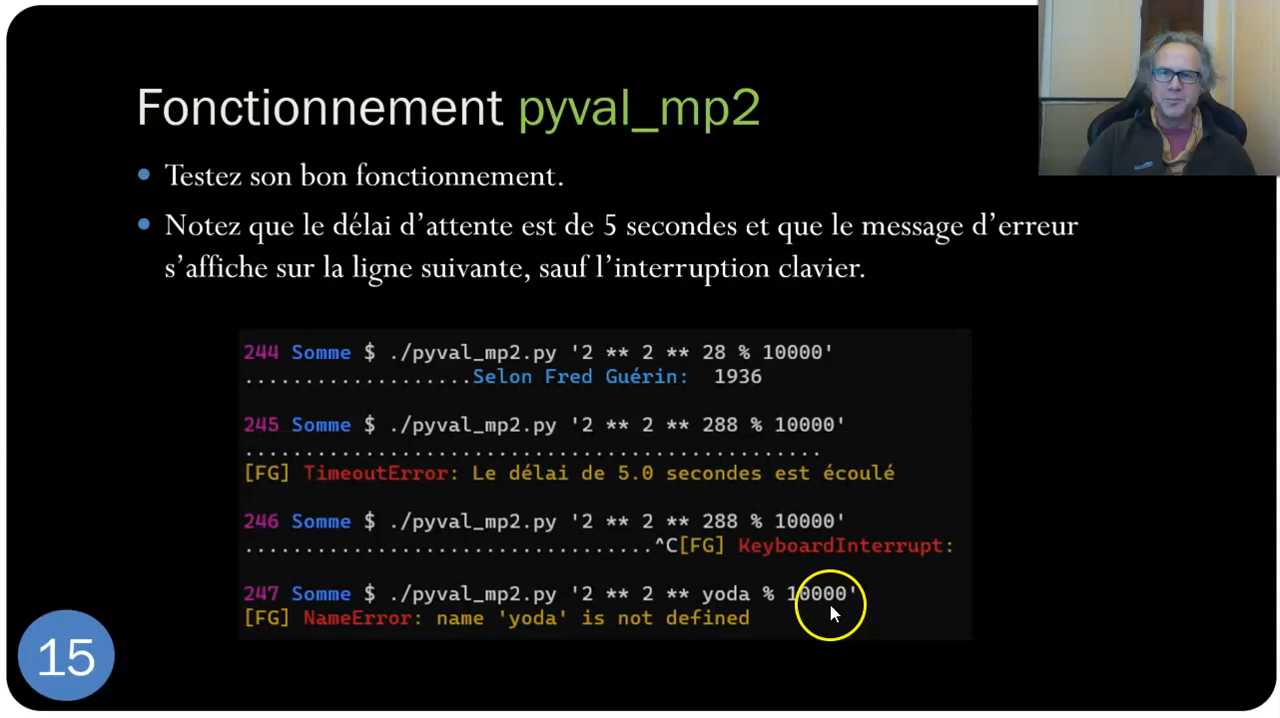 Fonctionnement pyval_mp2
Testez son bon fonctionnement.
Notez que le délai d'attente est de 5 secondes et que le message d'erreur
s'affiche sur la ligne suivante, sauf l'interruption clavier.
244 Somme $ ./pyval_mp2.py '2 ** 2 ** 28 % 10000'
...................Selon Fred Guérin: 1936
245 Somme $ ./pyval_mp2.py '2 ** 2 ** 288 % 10000'
................................................
[FG] TimeoutError: Le délai de 5.0 secondes est écoulé
246 Somme $ ./pyval_mp2.py '2 ** 2 ** 288 % 10000'
..................................^C[FG] KeyboardInterrupt:
247 Somme $ ./pyval_mp2.py '2 ** 2 ** yoda % 10000'
[FG] NameError: name 'yoda' is not defined
15